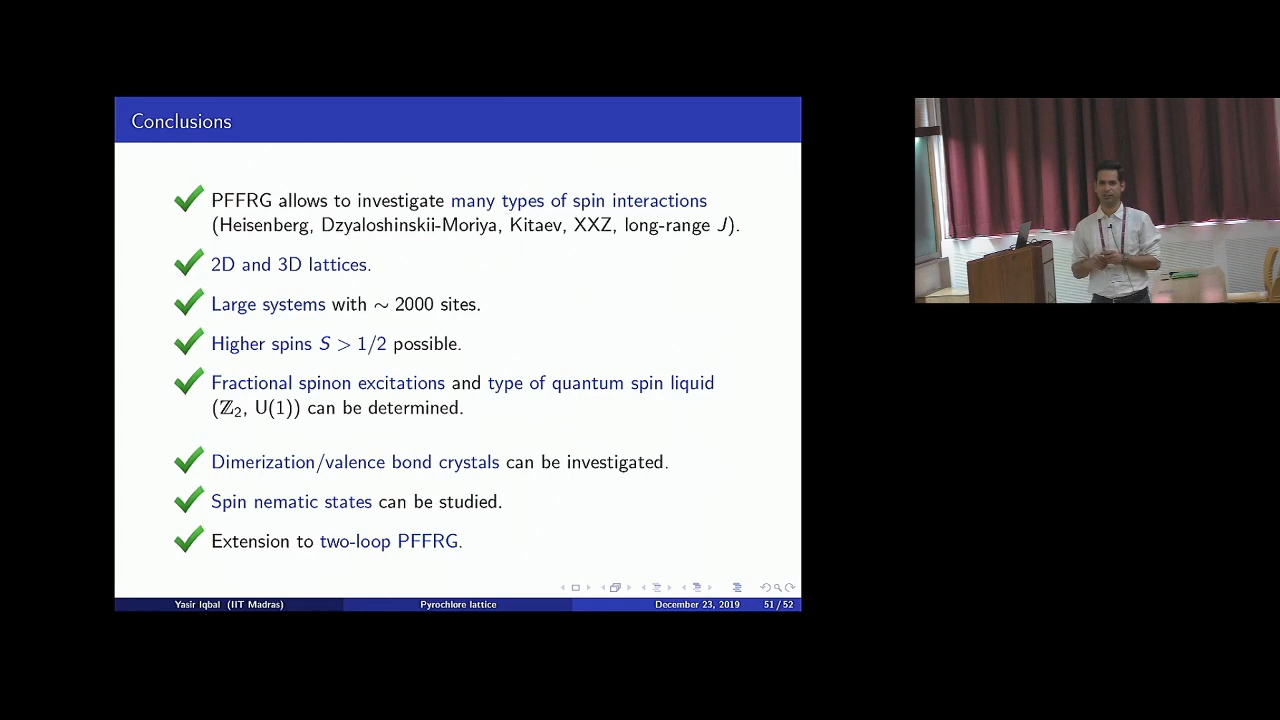 Conclusions
PFFRG allows to investigate many types of spin interactions
(Heisenberg, Dzyaloshinskii-Moriya, Kitaev, XXZ, long-range J).
2D and 3D lattices.
Large systems with ∼ 2000 sites.
Higher spins S > 1/2 possible.
Fractional spinon excitations and type of quantum spin liquid
(ℤ₂, U(1)) can be determined.
Dimerization/valence bond crystals can be investigated.
Spin nematic states can be studied.
Extension to two-loop PFFRG.
Yasir Iqbal (IIT Madras) Pyrochlore lattice December 23, 2019 51 / 52